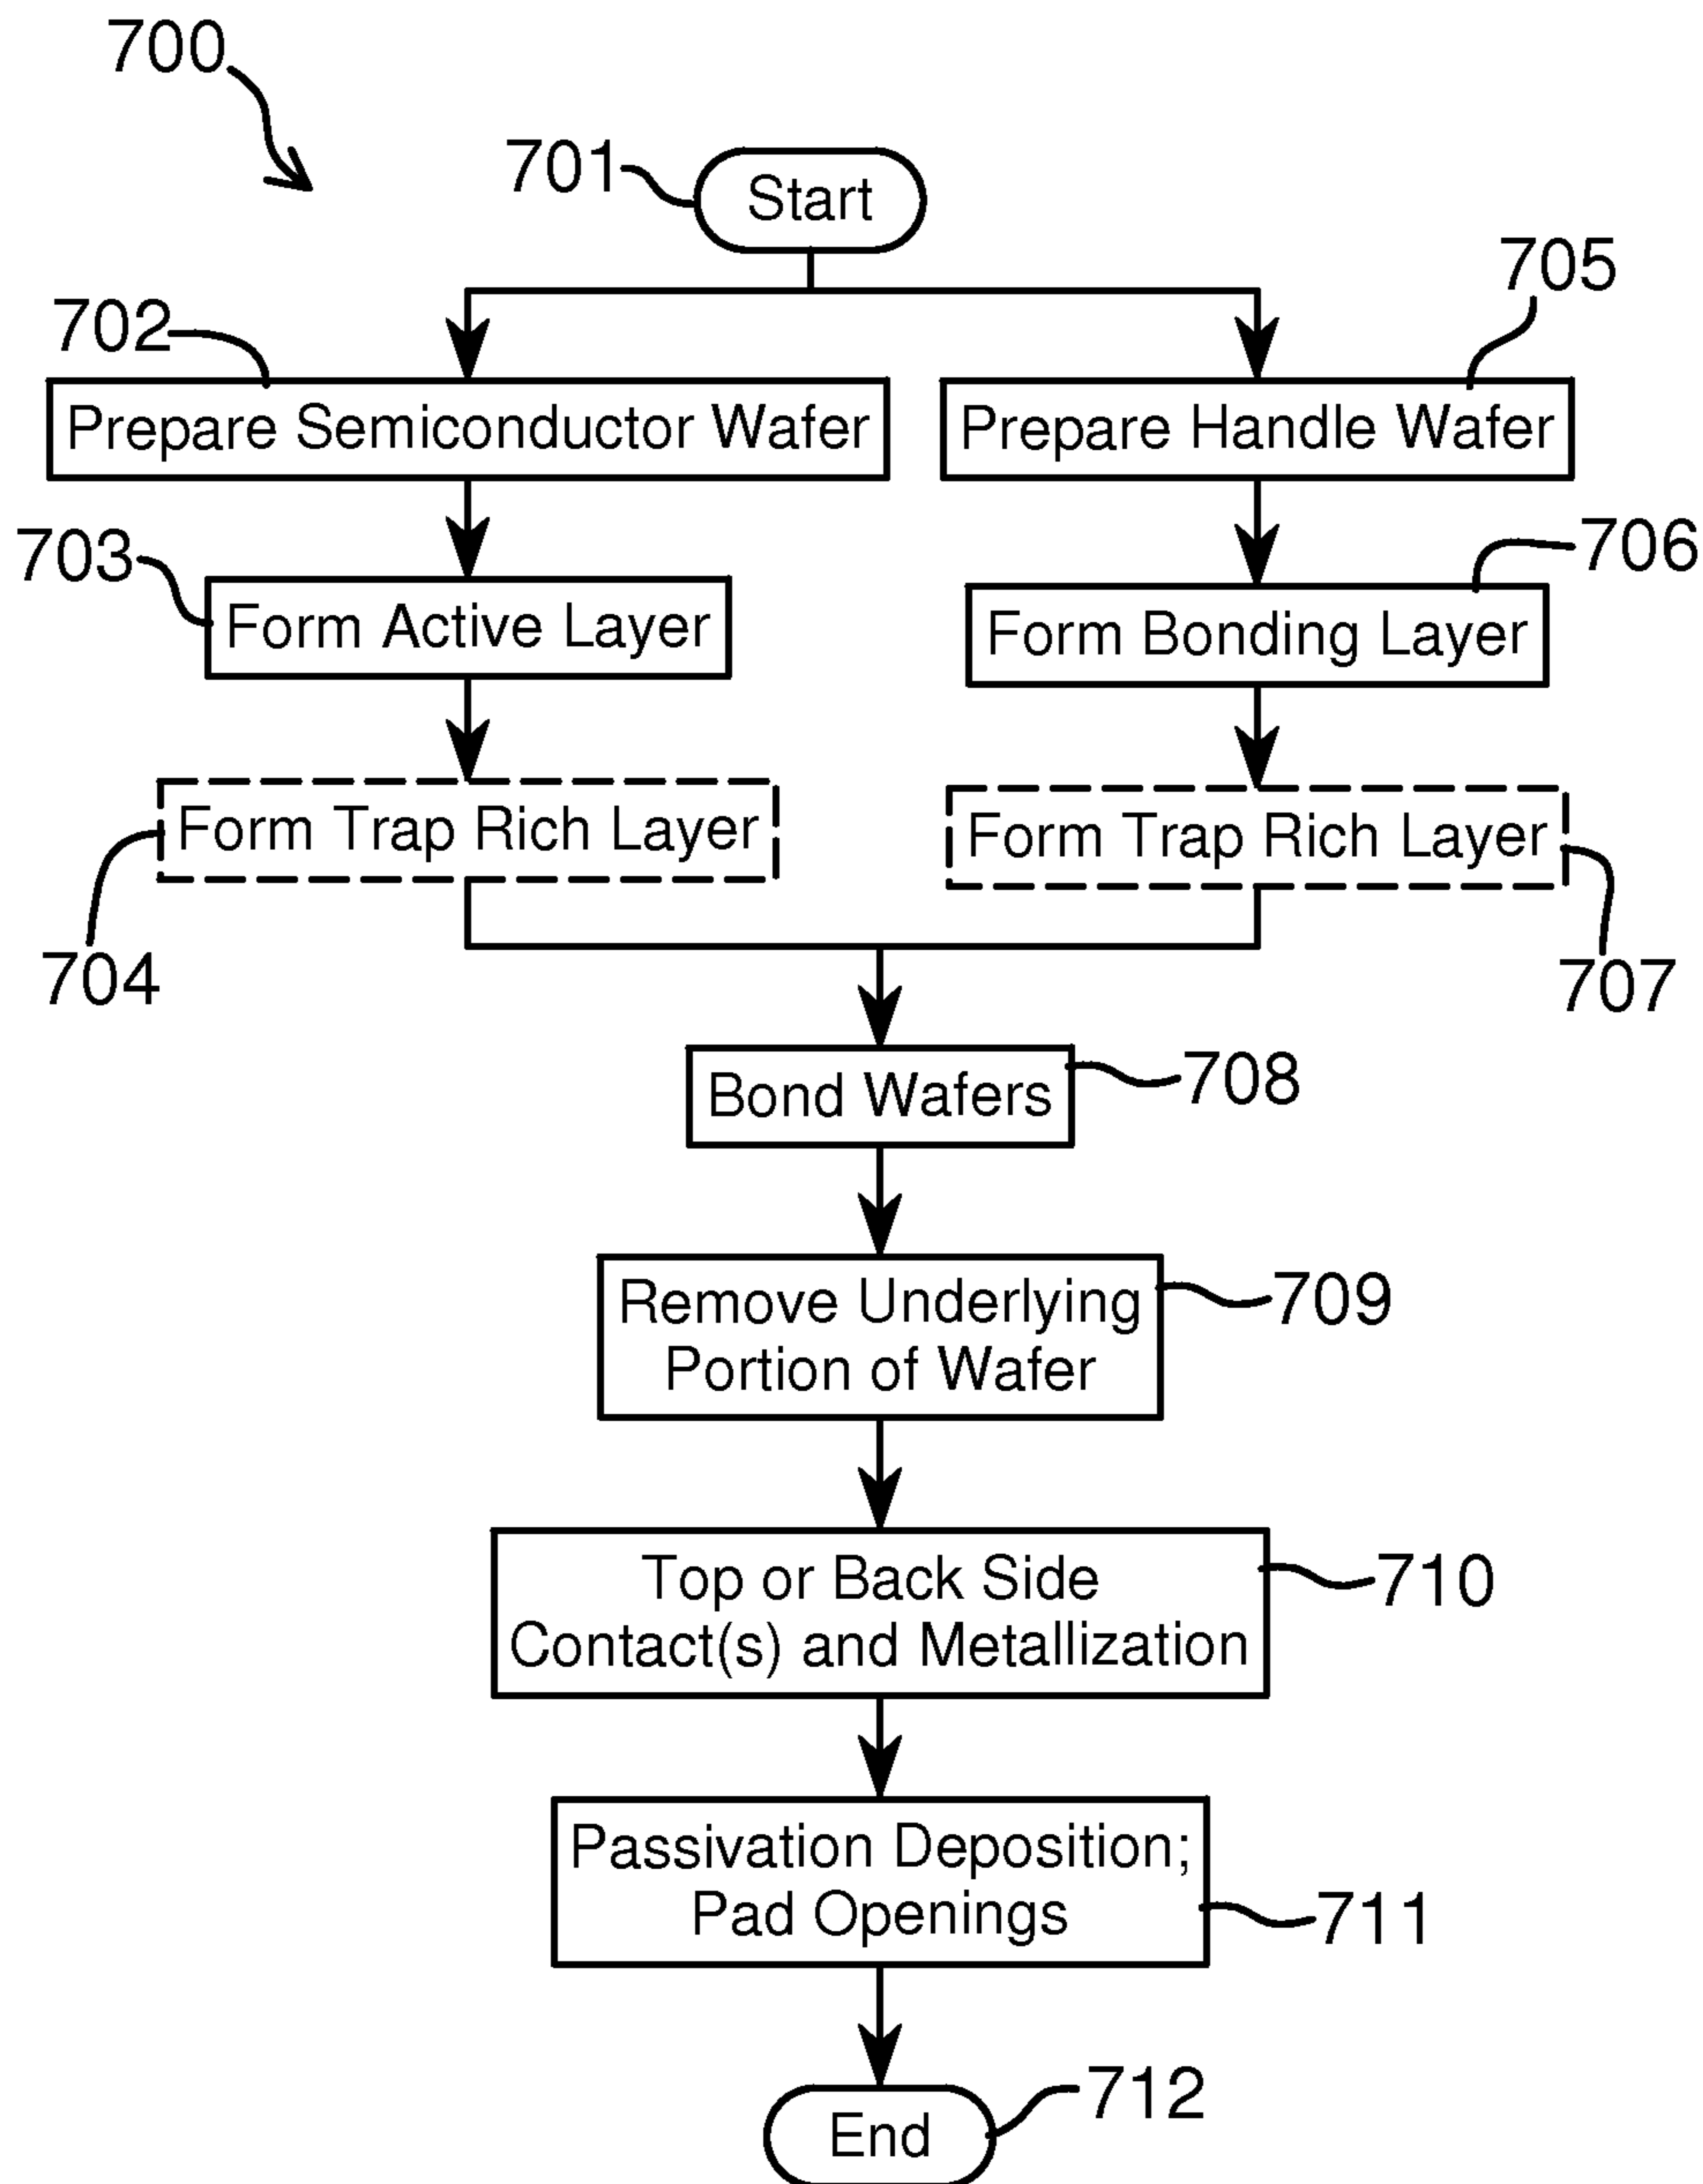 700
701
Start
702
705
Prepare Semiconductor Wafer
Prepare Handle Wafer
703
706
Form Active Layer
Form Bonding Layer
Form Trap Rich Layer
Form Trap Rich Layer
704
707
Bond Wafers
708
Remove Underlying
Portion of Wafer
709
Top or Back Side
Contact(s) and Metallization
710
Passivation Deposition;
Pad Openings
711
712
End